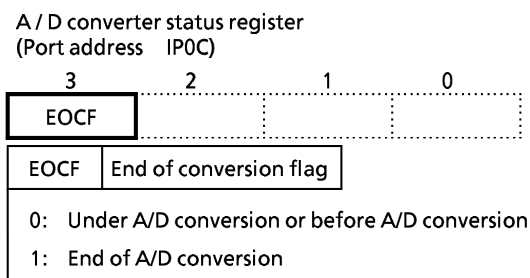 A / D converter status register
(Port address IP0C)
3 2 1 0
EOCF
EOCF End of conversion flag
0: Under A/D conversion or before A/D conversion
1: End of A/D conversion